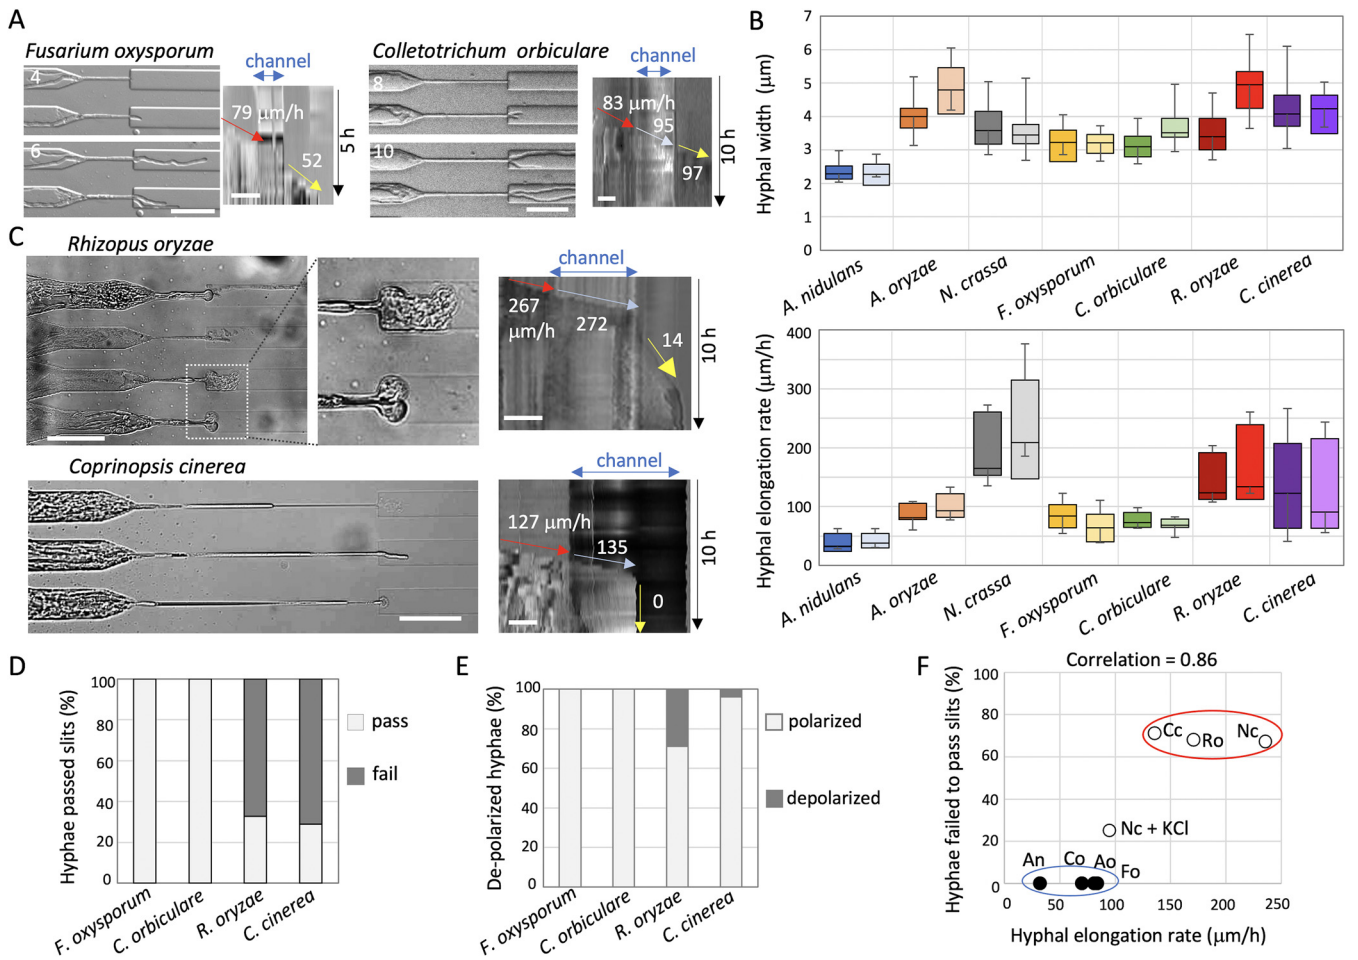 A
Fusarium oxysporum
4
6
channel
79 μm/h
52
5 h
Colletotrichum orbiculare
8
10
channel
83 μm/h
95
97
10 h
B
Hyphal width (μm)
7
6
5
4
3
2
1
0
A. nidulans
A. oryzae
N. crassa
F. oxysporum
C. orbiculare
R. oryzae
C. cinerea
Hyphal elongation rate (μm/h)
400
300
200
100
0
A. nidulans
A. oryzae
N. crassa
F. oxysporum
C. orbiculare
R. oryzae
C. cinerea
C
Rhizopus oryzae
channel
267
μm/h
272
14
10 h
Coprinopsis cinerea
channel
127 μm/h
135
0
10 h
D
Hyphae passed slits (%)
100
80
60
40
20
0
F. oxysporum
C. orbiculare
R. oryzae
C. cinerea
pass
fail
E
De-polarized hyphae (%)
100
80
60
40
20
0
F. oxysporum
C. orbiculare
R. oryzae
C. cinerea
polarized
depolarized
F
Correlation = 0.86
Hyphae failed to pass slits (%)
100
80
60
40
20
0
Cc
Ro
Nc
Nc + KCl
An
Co
Ao
Fo
0
50
100
150
200
250
Hyphal elongation rate (μm/h)